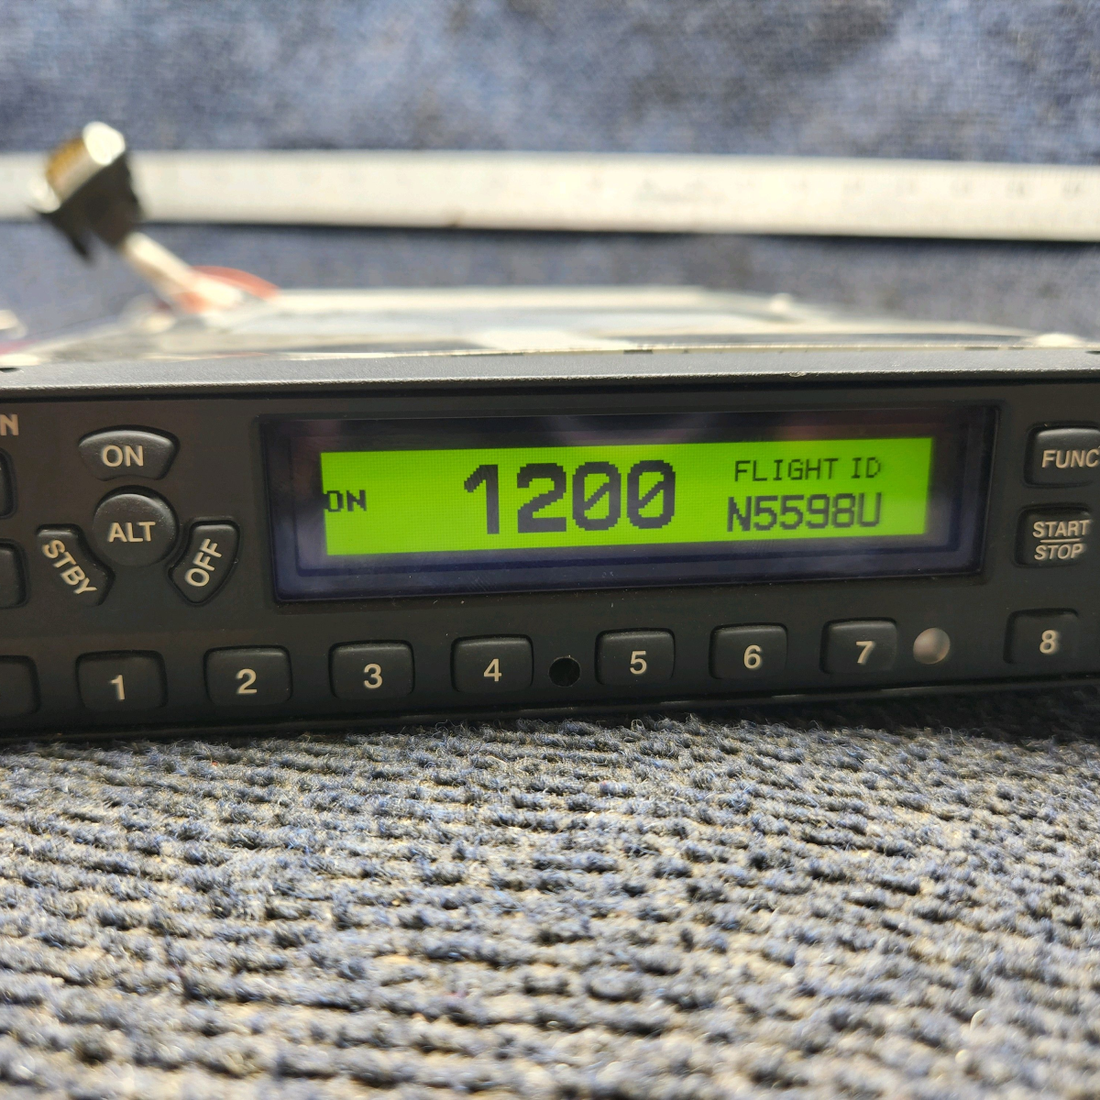 N
ON
ALT
STBY
OFF
ON
1200
FLIGHT ID
N5598U
FUNC
START
STOP
1
2
3
4
5
6
7
8